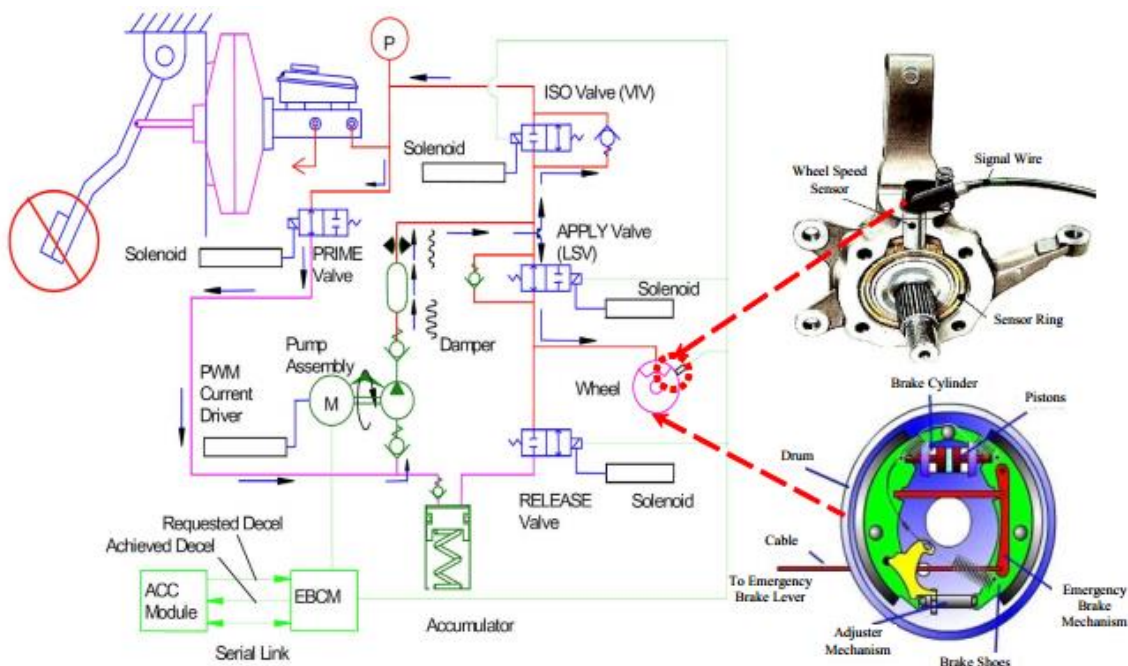 P
ISO Valve (VIV)
Solenoid
Solenoid
PRIME
Valve
APPLY Valve
(LSV)
Solenoid
Damper
Pump
Assembly
M
PWM
Current
Driver
Wheel
RELEASE
Valve
Solenoid
Requested Decel
Achieved Decel
ACC
Module
EBCM
Serial Link
Accumulator
Wheel Speed
Sensor
Signal Wire
Sensor Ring
Brake Cylinder
Pistons
Drum
Cable
To Emergency
Brake Lever
Emergency
Brake
Mechanism
Adjuster
Mechanism
Brake Shoes